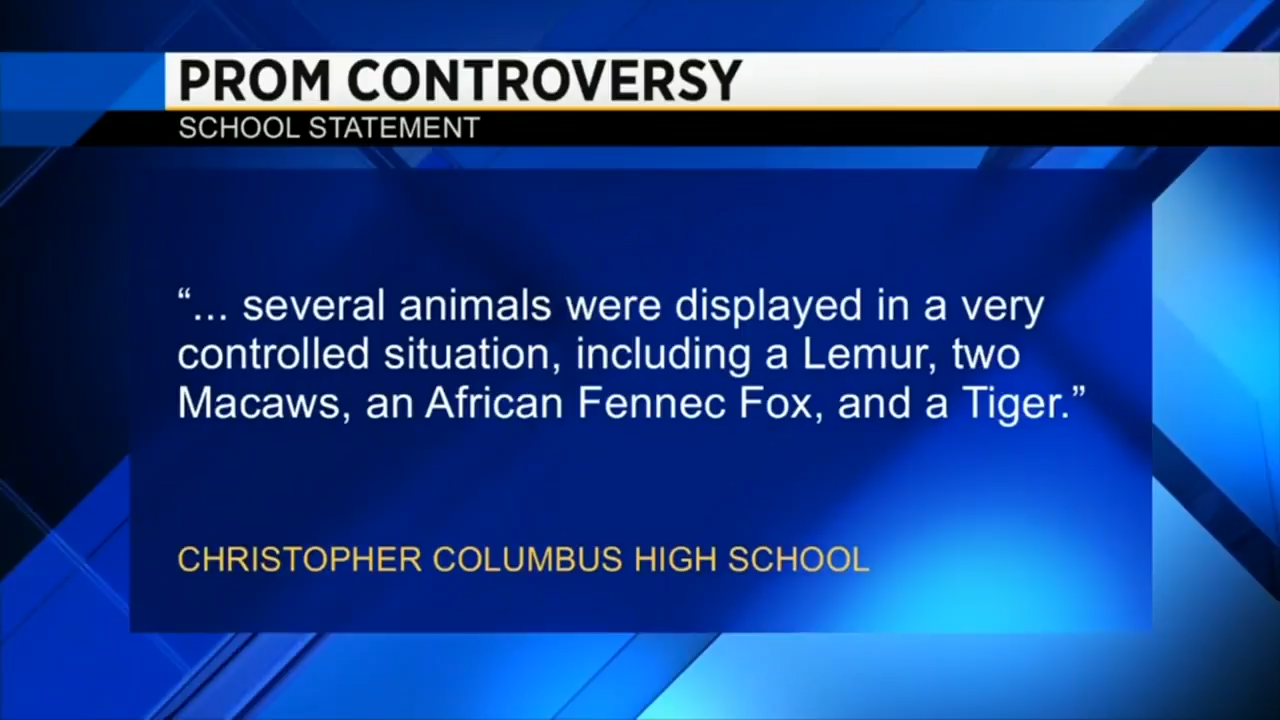 PROM CONTROVERSY
SCHOOL STATEMENT
“... several animals were displayed in a very
controlled situation, including a Lemur, two
Macaws, an African Fennec Fox, and a Tiger.”
CHRISTOPHER COLUMBUS HIGH SCHOOL